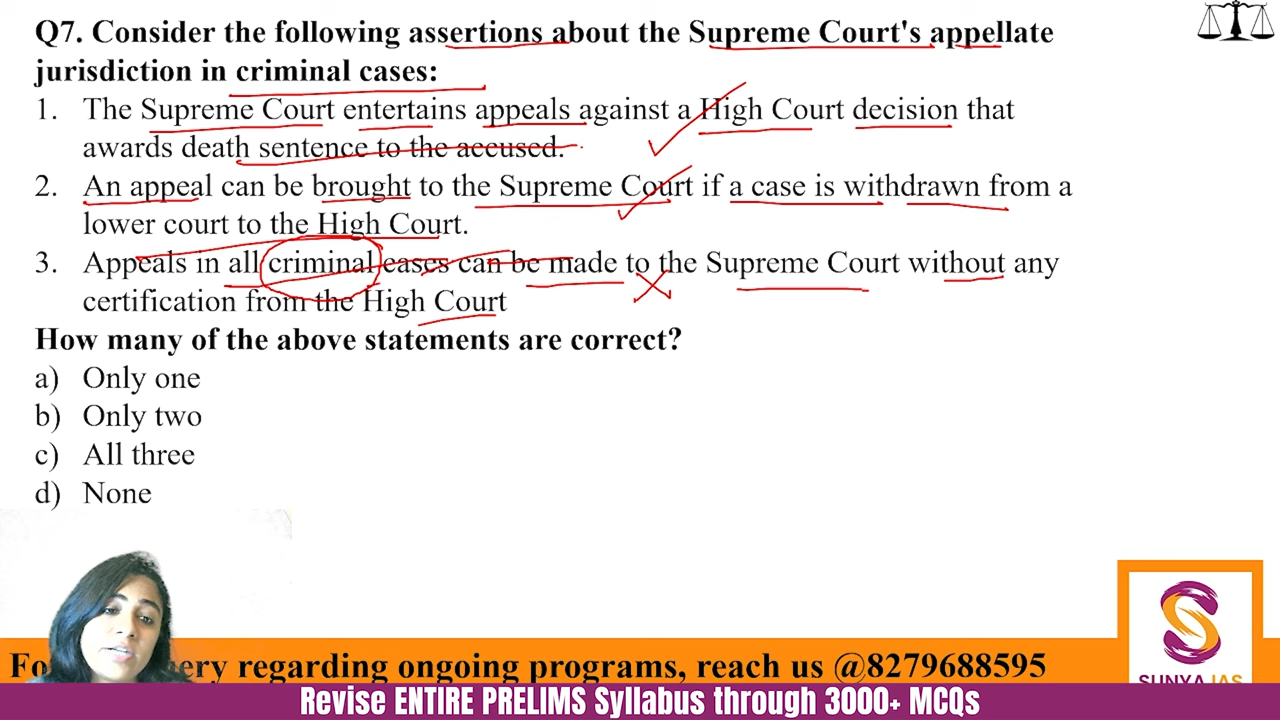 Q7. Consider the following assertions about the Supreme Court's appellate
jurisdiction in criminal cases:
1. The Supreme Court entertains appeals against a High Court decision that
awards death sentence to the accused.
2. An appeal can be brought to the Supreme Court if a case is withdrawn from a
lower court to the High Court.
3. Appeals in all criminal cases can be made to the Supreme Court without any
certification from the High Court
How many of the above statements are correct?
a) Only one
b) Only two
c) All three
d) None
Fo
ery regarding ongoing programs, reach us @8279688595
SUNYA IAS
Revise ENTIRE PRELIMS Syllabus through 3000+ MCQs